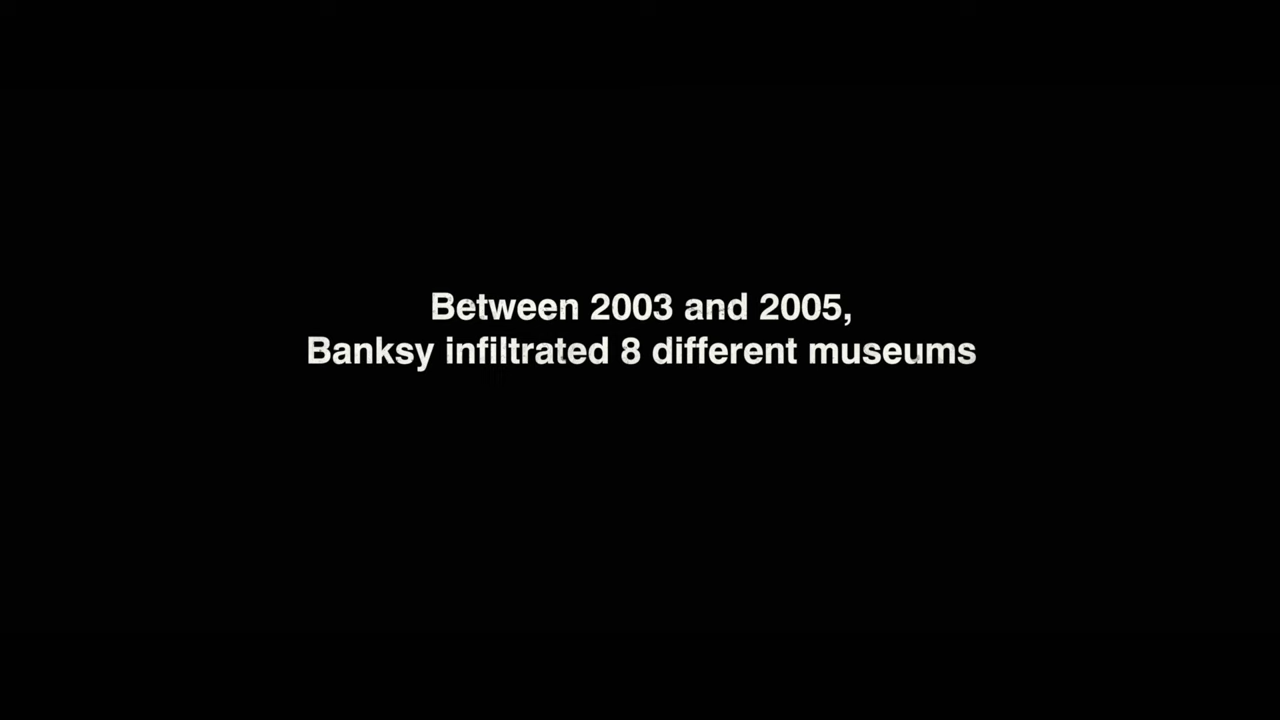 Between 2003 and 2005,
Banksy infiltrated 8 different museums